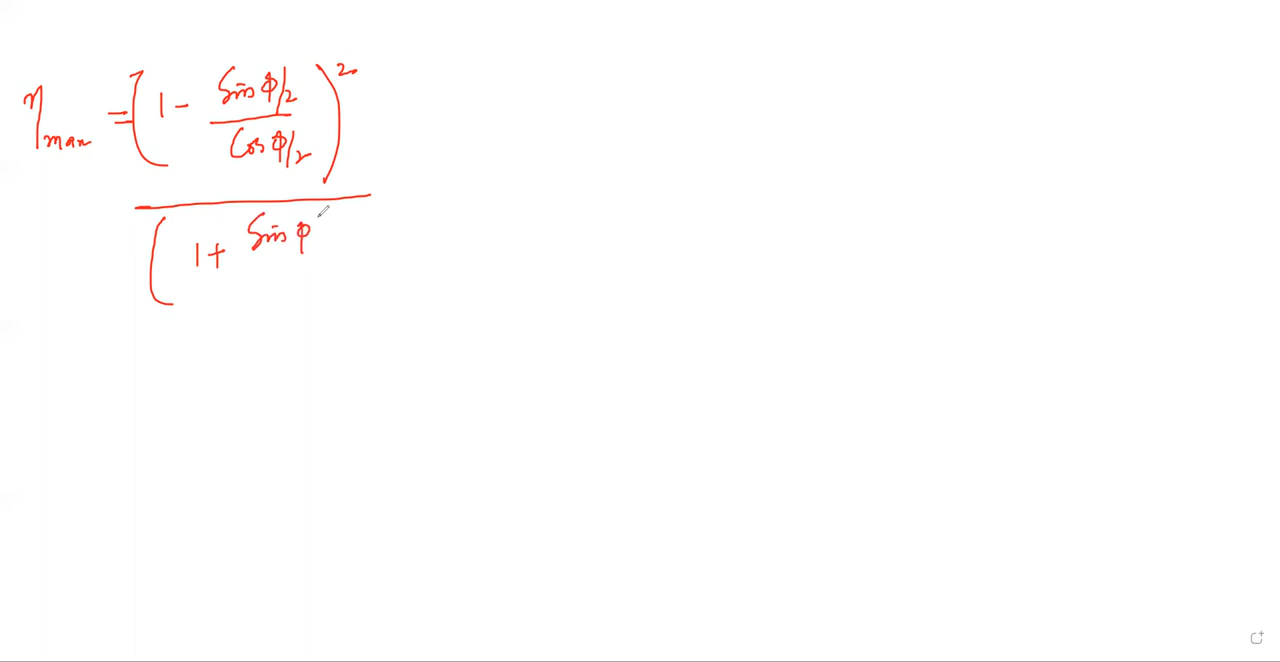 η_max = (1 - (Sin φ/2)/(Cos φ/2))²
(1 + Sin φ